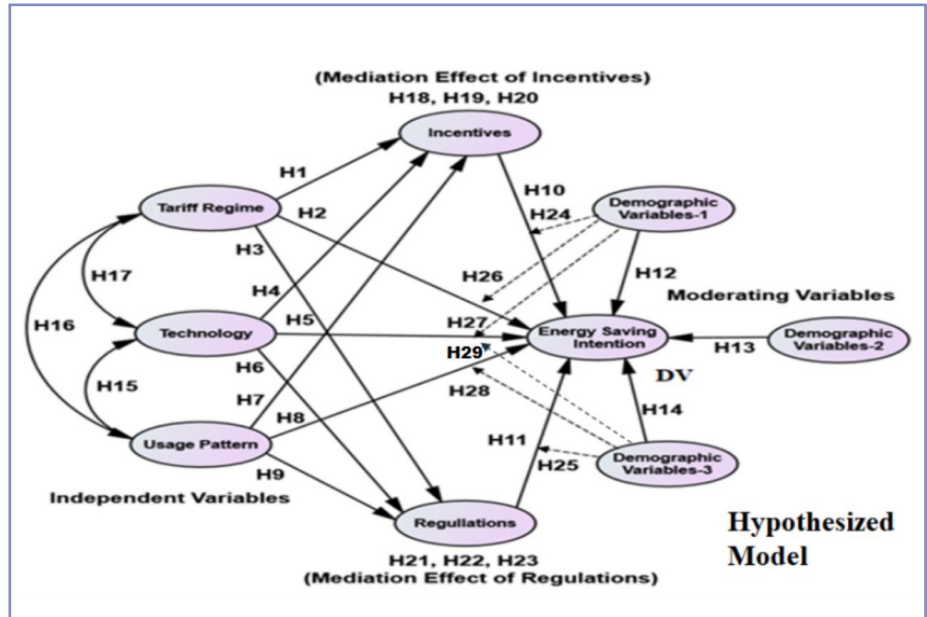 (Mediation Effect of Incentives)
H18, H19, H20
Incentives
H1
H10
Demographic
Variables-1
Tariff Regime
H2
H24
H3
H26
H12
H17
H4
Moderating Variables
H16
Technology
H5
H27
Energy Saving
Intention
Demographic
Variables-2
H13
H29
H6
DV
H15
H7
H28
H8
H14
Usage Pattern
H11
H9
H25
Demographic
Variables-3
Independent Variables
Regullations
Hypothesized
Model
H21, H22, H23
(Mediation Effect of Regulations)